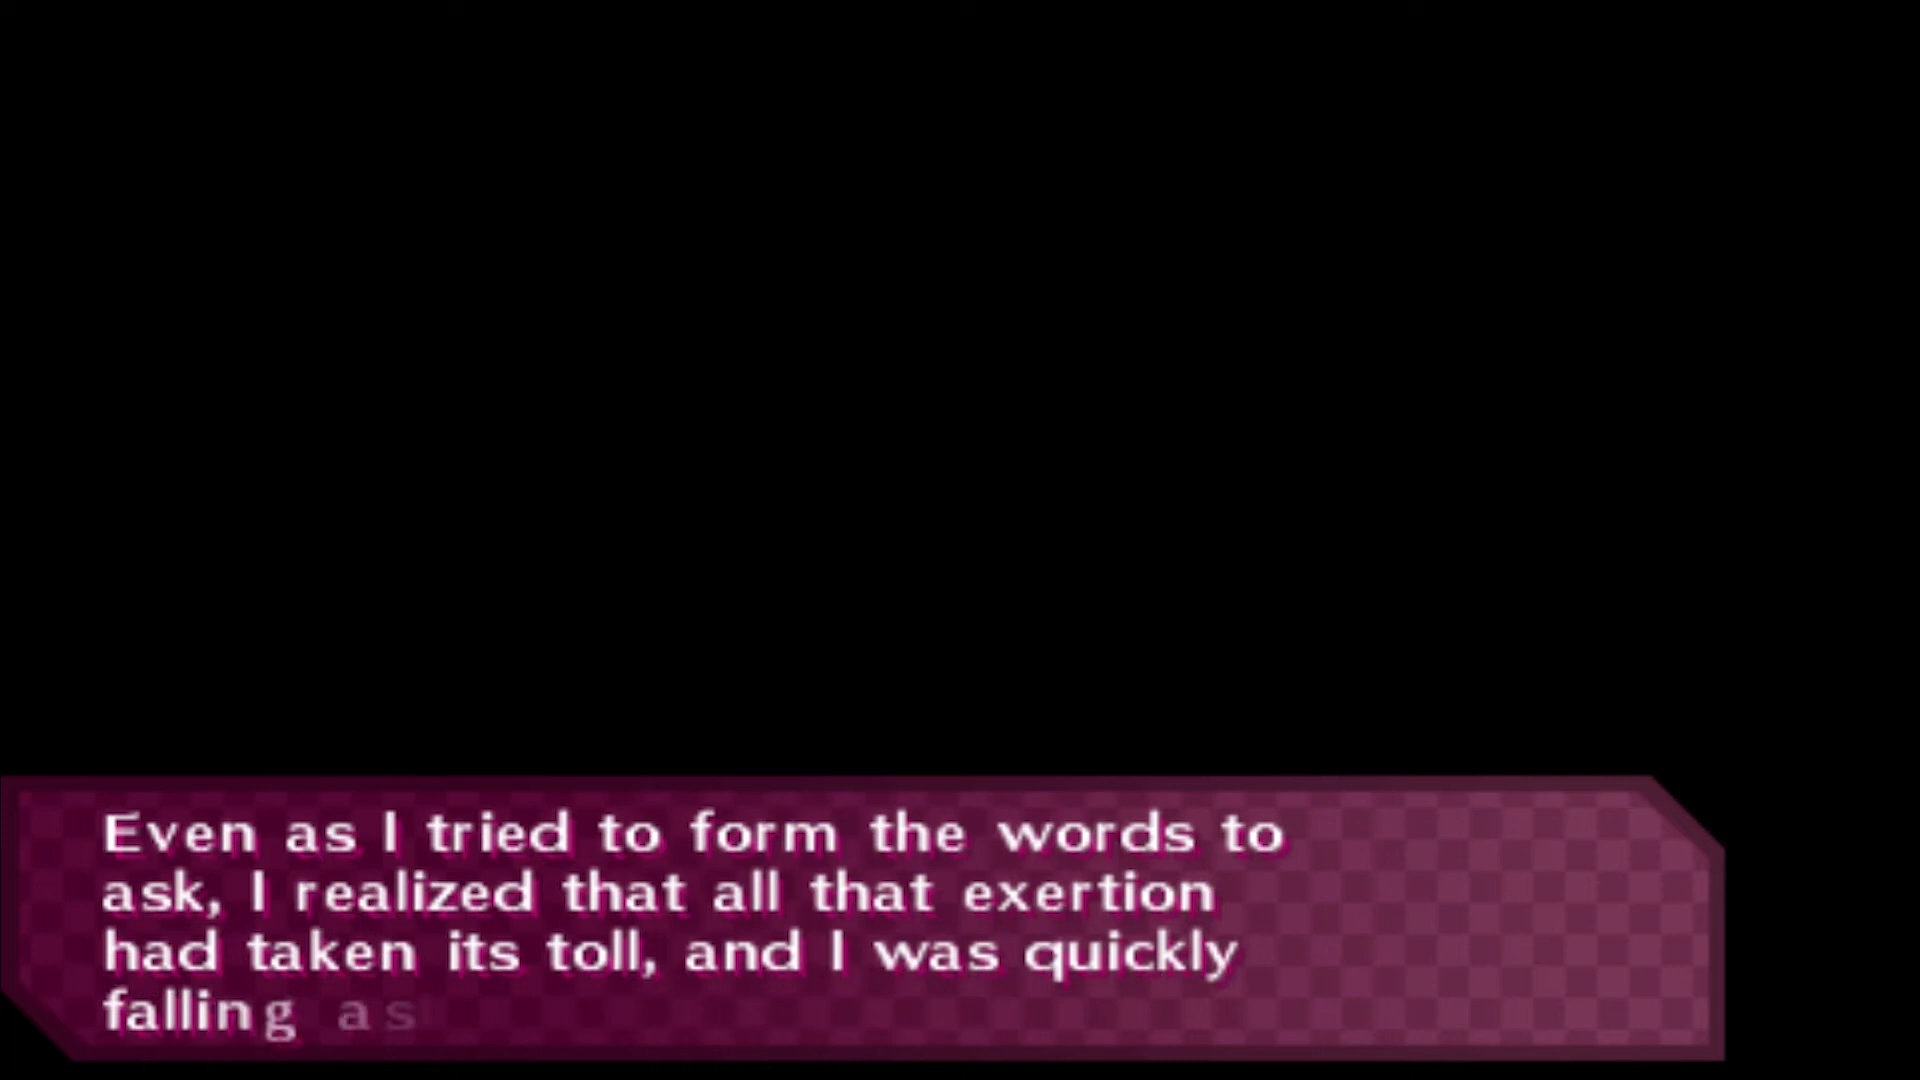 Even as I tried to form the words to
ask, I realized that all that exertion
had taken its toll, and I was quickly
falling as